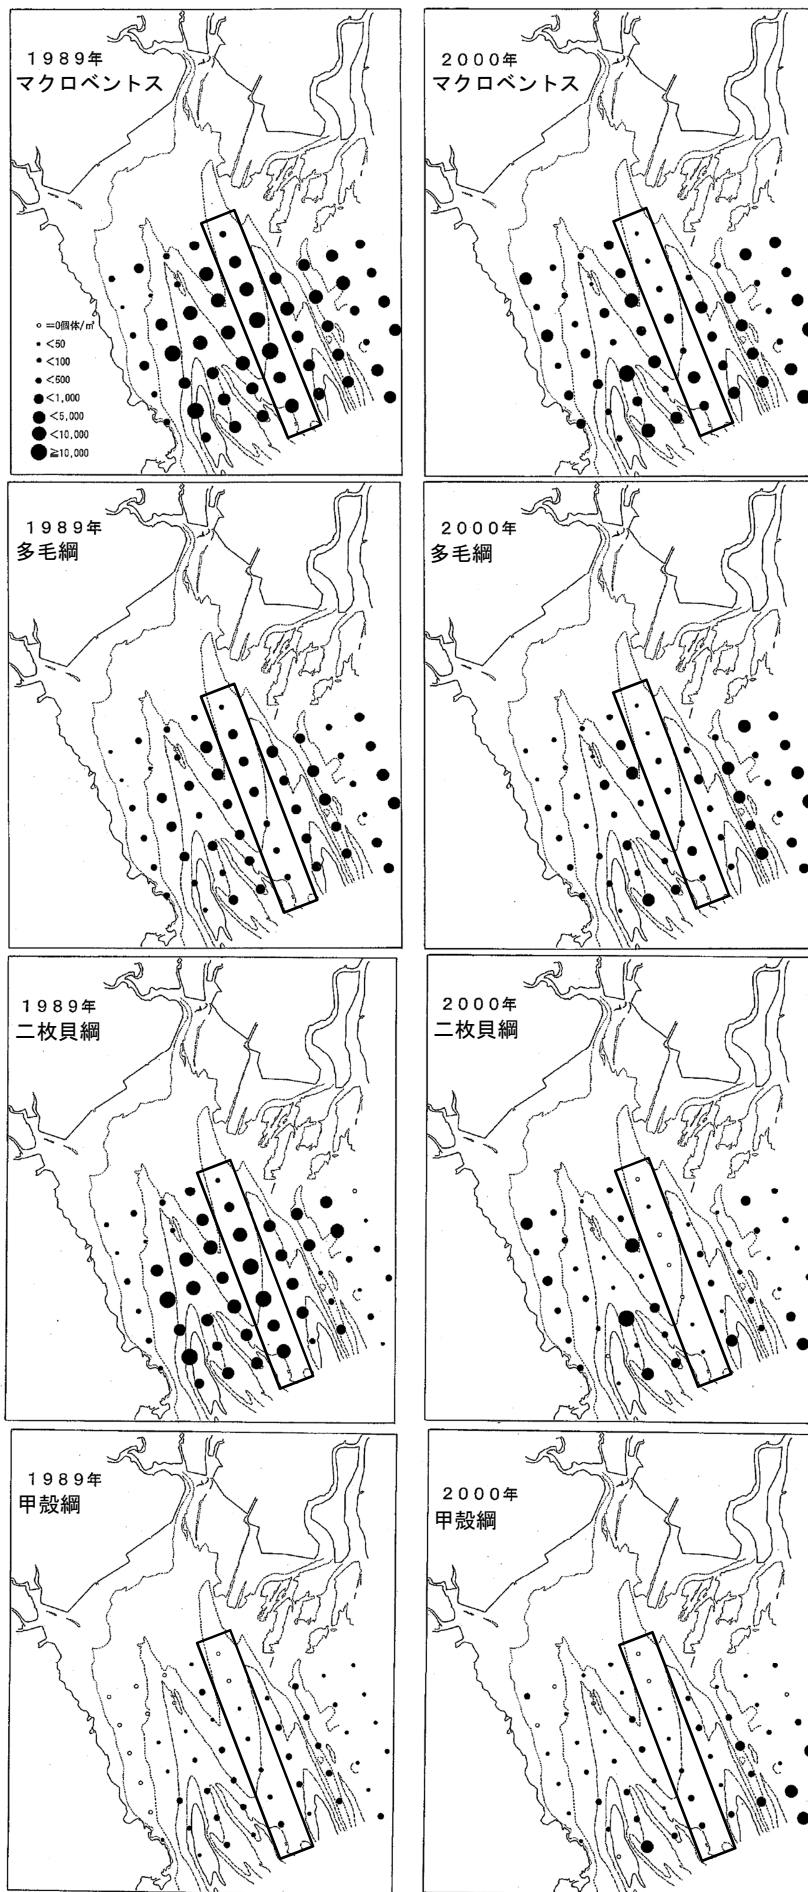 1989年
マクロベントス
○ =0個体/㎡
● <50
● <100
● <500
● <1,000
● <5,000
● <10,000
● ≧10,000
2000年
マクロベントス
1989年
多毛綱
2000年
多毛綱
1989年
二枚貝綱
2000年
二枚貝綱
1989年
甲殻綱
2000年
甲殻綱